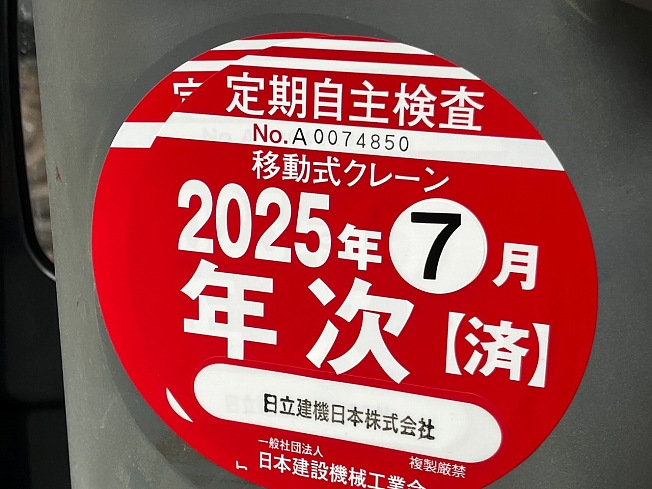 定期自主検査
No.A 0074850
移動式クレーン
2025年7月
年次【済】
日立建機日本株式会社
一般社団法人
日本建設機械工業会
複製厳禁